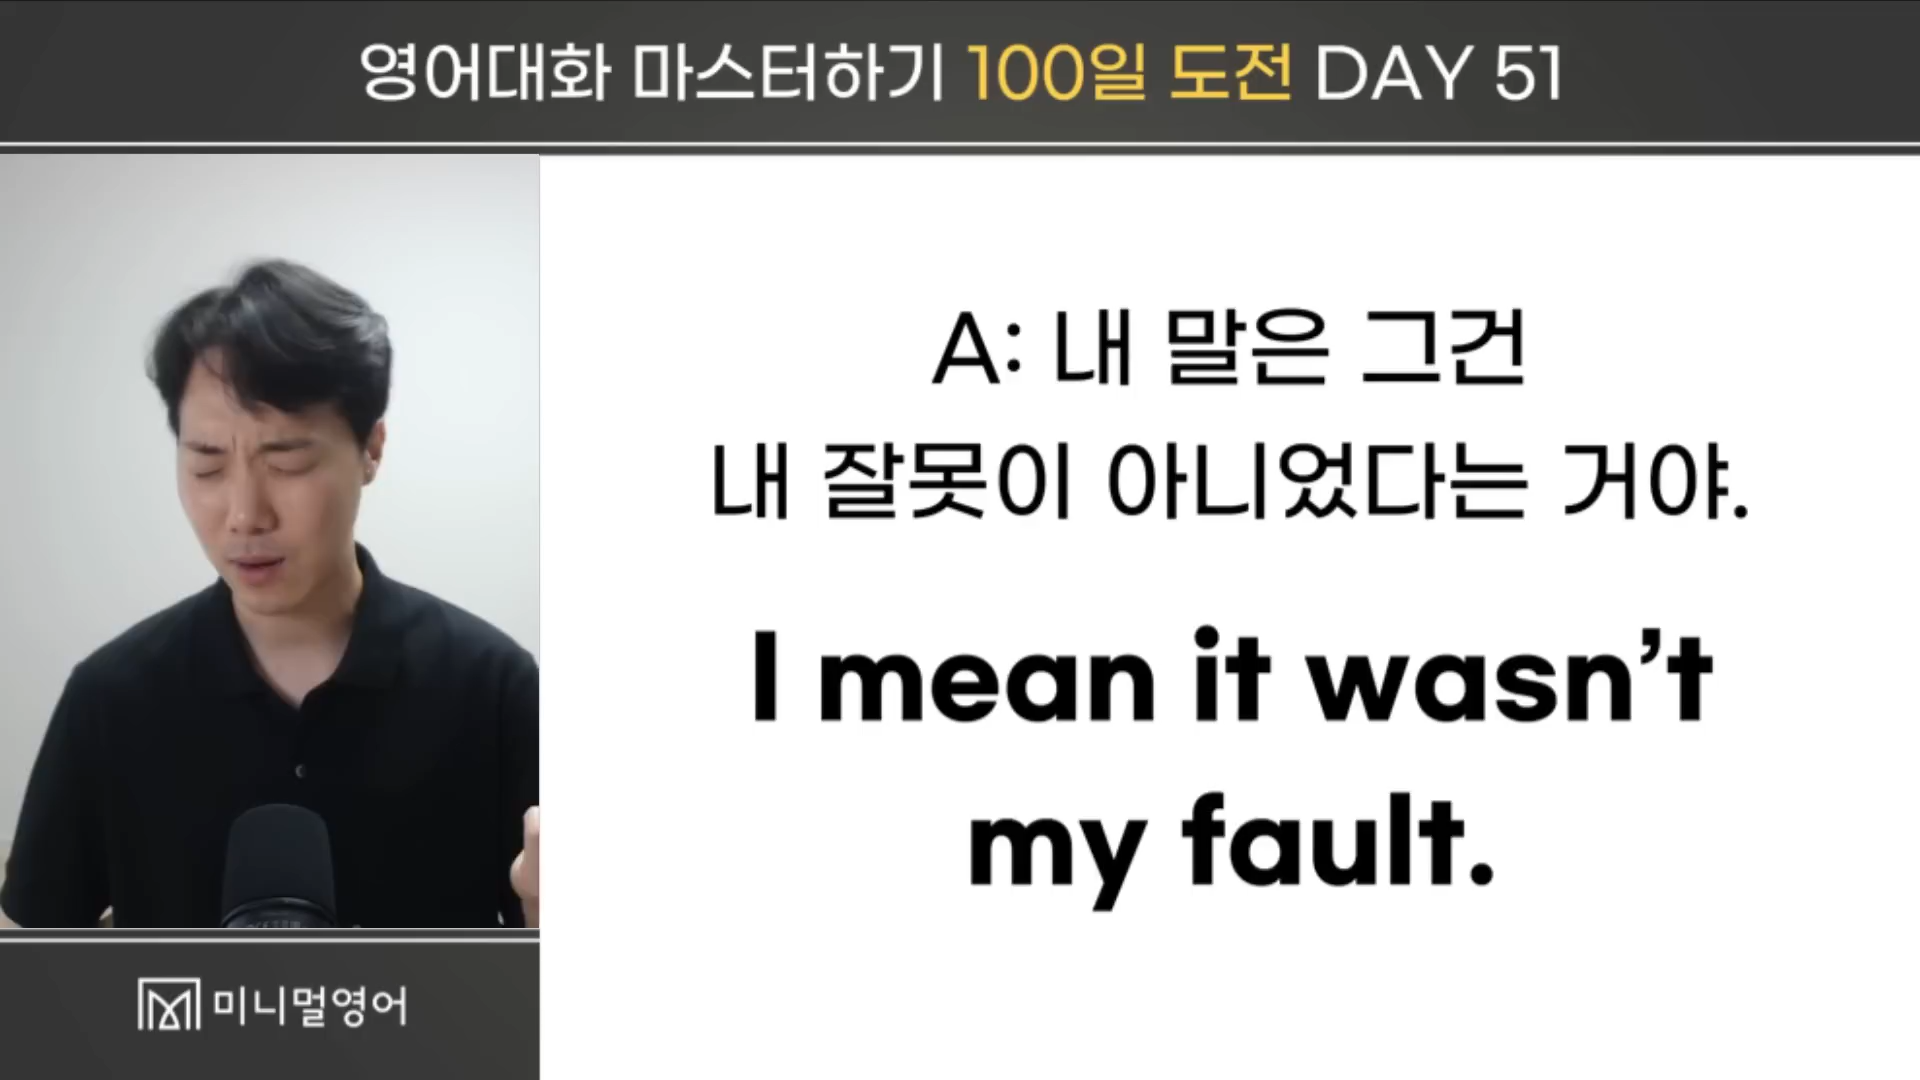 영어대화 마스터하기 100일 도전 DAY 51
A: 내 말은 그건
내 잘못이 아니었다는 거야.
I mean it wasn’t
my fault.
미니멀영어